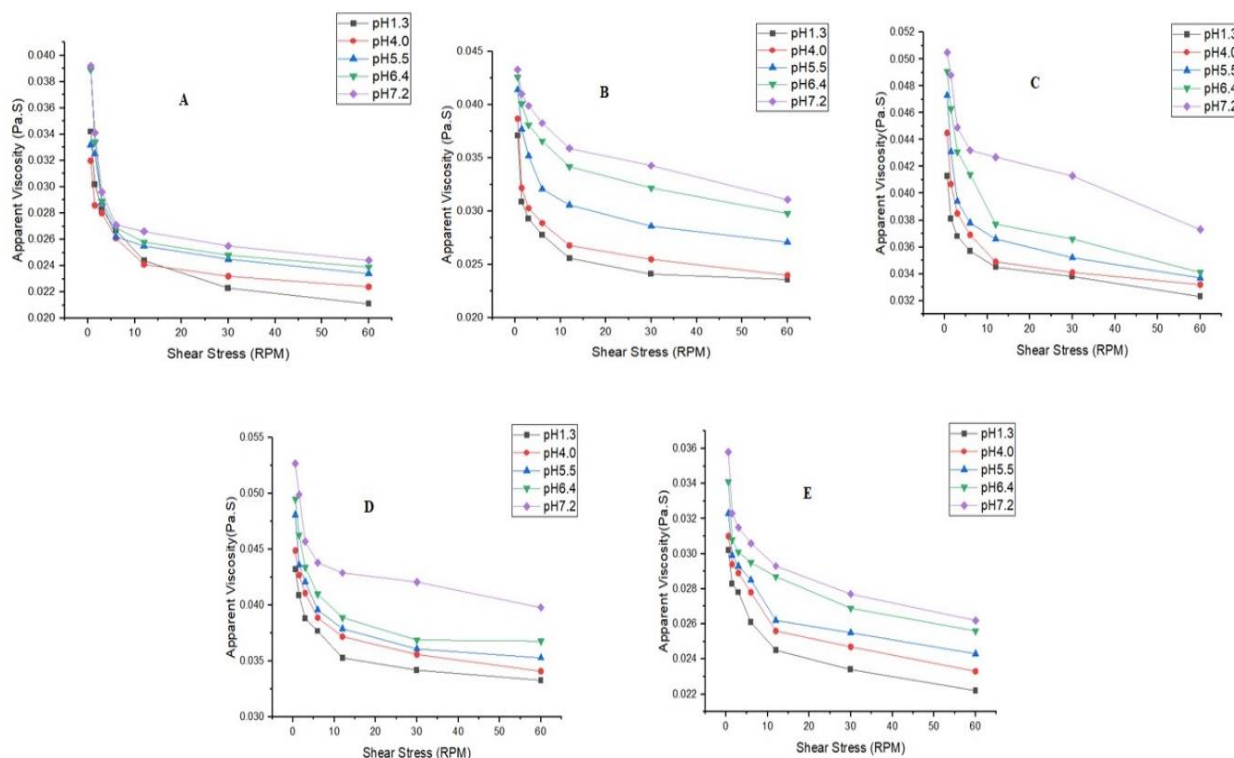 pH1.3
pH4.0
pH5.5
pH6.4
pH7.2
A
Apparent Viscosity (Pa.S)
0.040
0.038
0.036
0.034
0.032
0.030
0.028
0.026
0.024
0.022
0.020
0 10 20 30 40 50 60
Shear Stress (RPM)
pH1.3
pH4.0
pH5.5
pH6.4
pH7.2
B
Apparent Viscosity (Pa.S)
0.045
0.040
0.035
0.030
0.025
0.020
0 10 20 30 40 50 60
Shear Stress (RPM)
pH1.3
pH4.0
pH5.5
pH6.4
pH7.2
C
Apparent Viscosity(Pa.S)
0.052
0.050
0.048
0.046
0.044
0.042
0.040
0.038
0.036
0.034
0.032
0 10 20 30 40 50 60
Shear Stress (RPM)
pH1.3
pH4.0
pH5.5
pH6.4
pH7.2
D
Apparent Viscosity(Pa.S)
0.055
0.050
0.045
0.040
0.035
0.030
0 10 20 30 40 50 60
Shear Stress (RPM)
pH1.3
pH4.0
pH5.5
pH6.4
pH7.2
E
Apparent Viscosity(Pa.S)
0.036
0.034
0.032
0.030
0.028
0.026
0.024
0.022
0 10 20 30 40 50 60
Shear Stress (RPM)